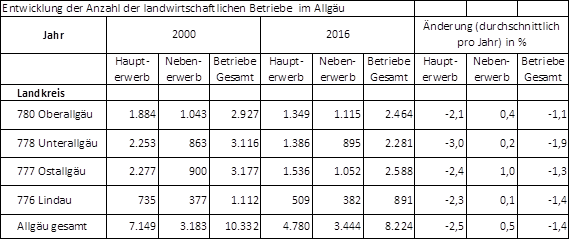 Entwicklung der Anzahl der landwirtschaftlichen Betriebe im Allgäu
Jahr 2000 2016 Änderung (durchschnittlich pro Jahr) in %
Haupt-erwerb Neben-erwerb Betriebe Gesamt Haupt-erwerb Neben-erwerb Betriebe Gesamt Haupt-erwerb Neben-erwerb Betriebe Gesamt
Landkreis
780 Oberallgäu 1.884 1.043 2.927 1.349 1.115 2.464 -2,1 0,4 -1,1
778 Unterallgäu 2.253 863 3.116 1.386 895 2.281 -3,0 0,2 -1,9
777 Ostallgäu 2.277 900 3.177 1.536 1.052 2.588 -2,4 1,0 -1,3
776 Lindau 735 377 1.112 509 382 891 -2,3 0,1 -1,4
Allgäu gesamt 7.149 3.183 10.332 4.780 3.444 8.224 -2,5 0,5 -1,4